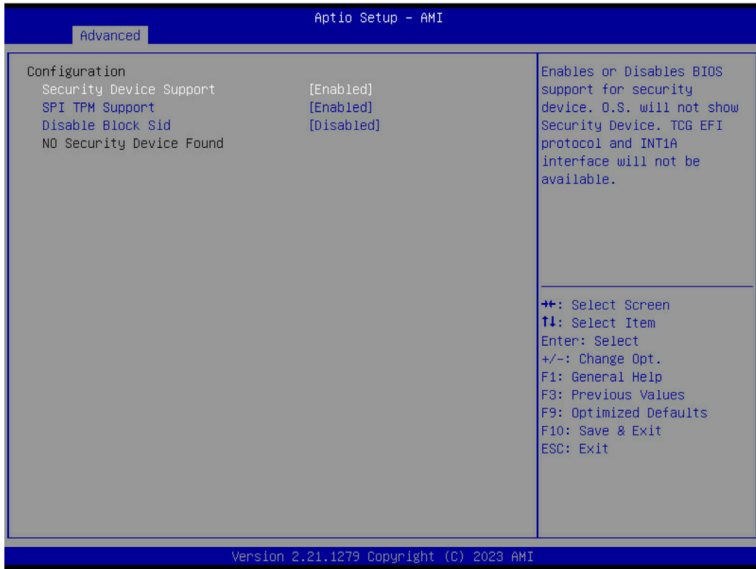 Aptio Setup – AMI
Advanced
Configuration
Security Device Support [Enabled]
SPI TPM Support [Enabled]
Disable Block Sid [Disabled]
NO Security Device Found
Enables or Disables BIOS
support for security
device. O.S. will not show
Security Device. TCG EFI
protocol and INT1A
interface will not be
available.
→←: Select Screen
↑↓: Select Item
Enter: Select
+/-: Change Opt.
F1: General Help
F3: Previous Values
F9: Optimized Defaults
F10: Save & Exit
ESC: Exit
Version 2.21.1279 Copyright (C) 2023 AMI